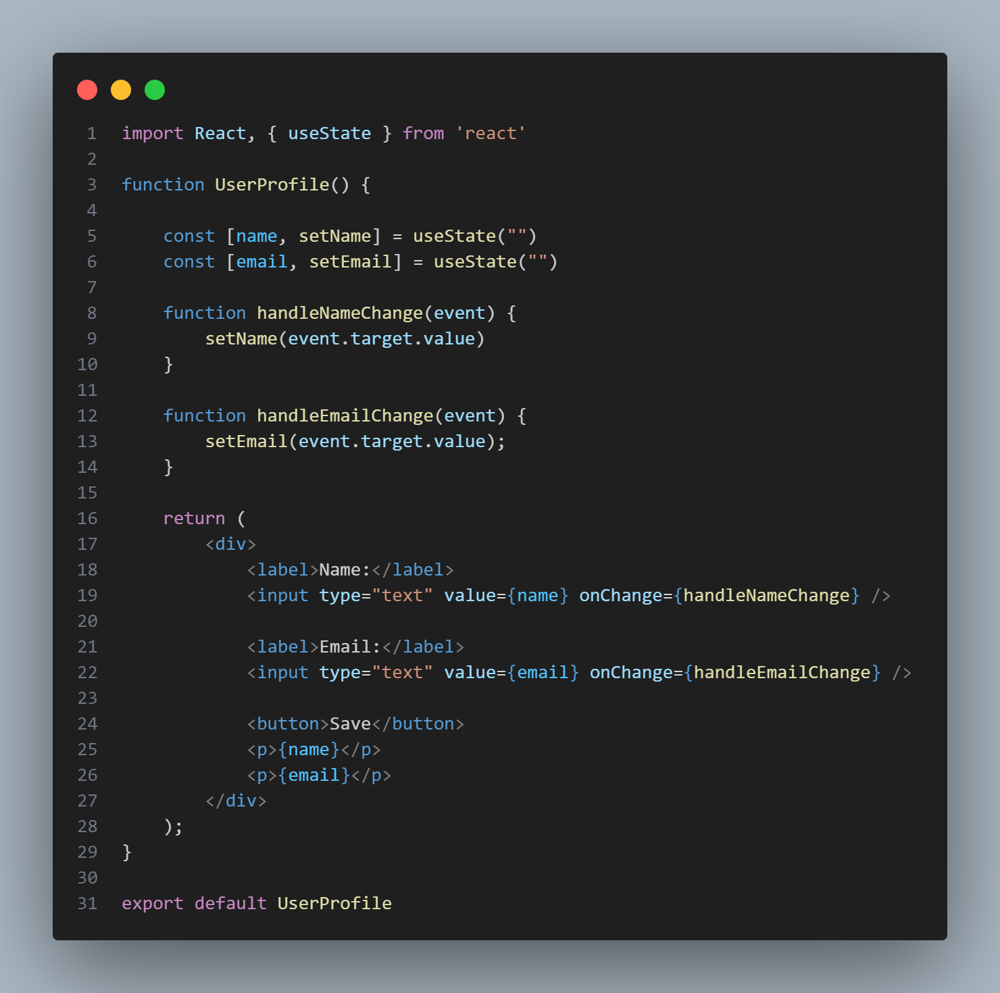 1 import React, { useState } from 'react'
2
3 function UserProfile() {
4
5     const [name, setName] = useState("")
6     const [email, setEmail] = useState("")
7
8     function handleNameChange(event) {
9         setName(event.target.value)
10     }
11
12     function handleEmailChange(event) {
13         setEmail(event.target.value);
14     }
15
16     return (
17         <div>
18             <label>Name:</label>
19             <input type="text" value={name} onChange={handleNameChange} />
20
21             <label>Email:</label>
22             <input type="text" value={email} onChange={handleEmailChange} />
23
24             <button>Save</button>
25             <p>{name}</p>
26             <p>{email}</p>
27         </div>
28     );
29 }
30
31 export default UserProfile